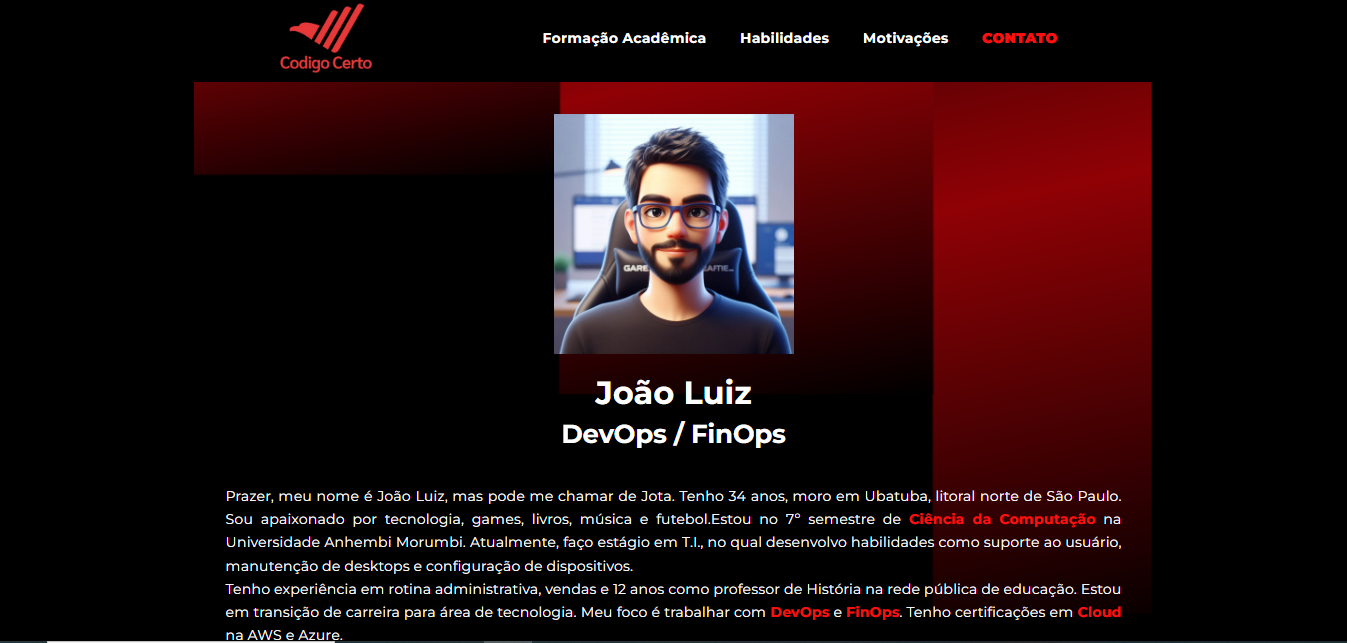 Codigo Certo
Formação Acadêmica Habilidades Motivações CONTATO
GARE AFTIE...
João Luiz
DevOps / FinOps
Prazer, meu nome é João Luiz, mas pode me chamar de Jota. Tenho 34 anos, moro em Ubatuba, litoral norte de São Paulo.
Sou apaixonado por tecnologia, games, livros, música e futebol.Estou no 7º semestre de Ciência da Computação na
Universidade Anhembi Morumbi. Atualmente, faço estágio em T.I., no qual desenvolvo habilidades como suporte ao usuário,
manutenção de desktops e configuração de dispositivos.
Tenho experiência em rotina administrativa, vendas e 12 anos como professor de História na rede pública de educação. Estou
em transição de carreira para área de tecnologia. Meu foco é trabalhar com DevOps e FinOps. Tenho certificações em Cloud
na AWS e Azure.